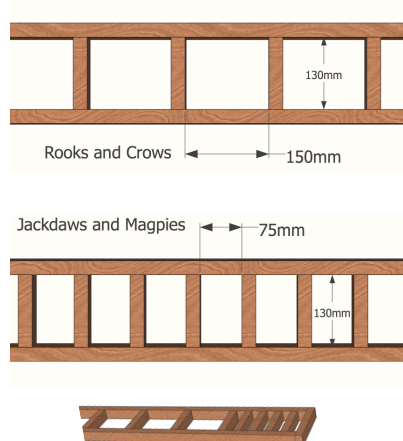 130mm
Rooks and Crows
150mm
Jackdaws and Magpies
75mm
130mm